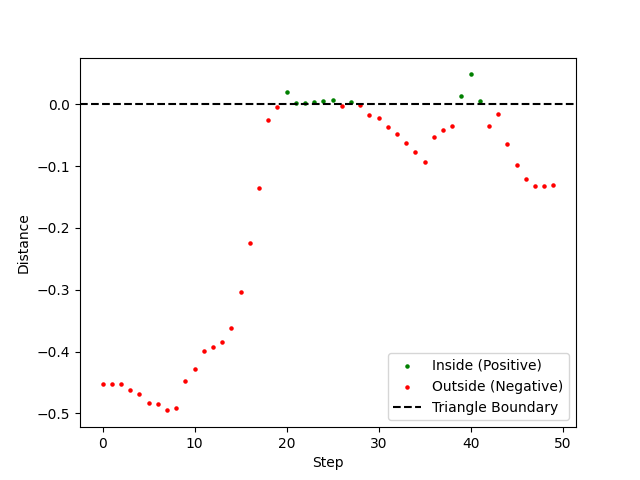 0.0
−0.1
−0.2
−0.3
−0.4
−0.5
Distance
0 10 20 30 40 50
Step
Inside (Positive)
Outside (Negative)
Triangle Boundary